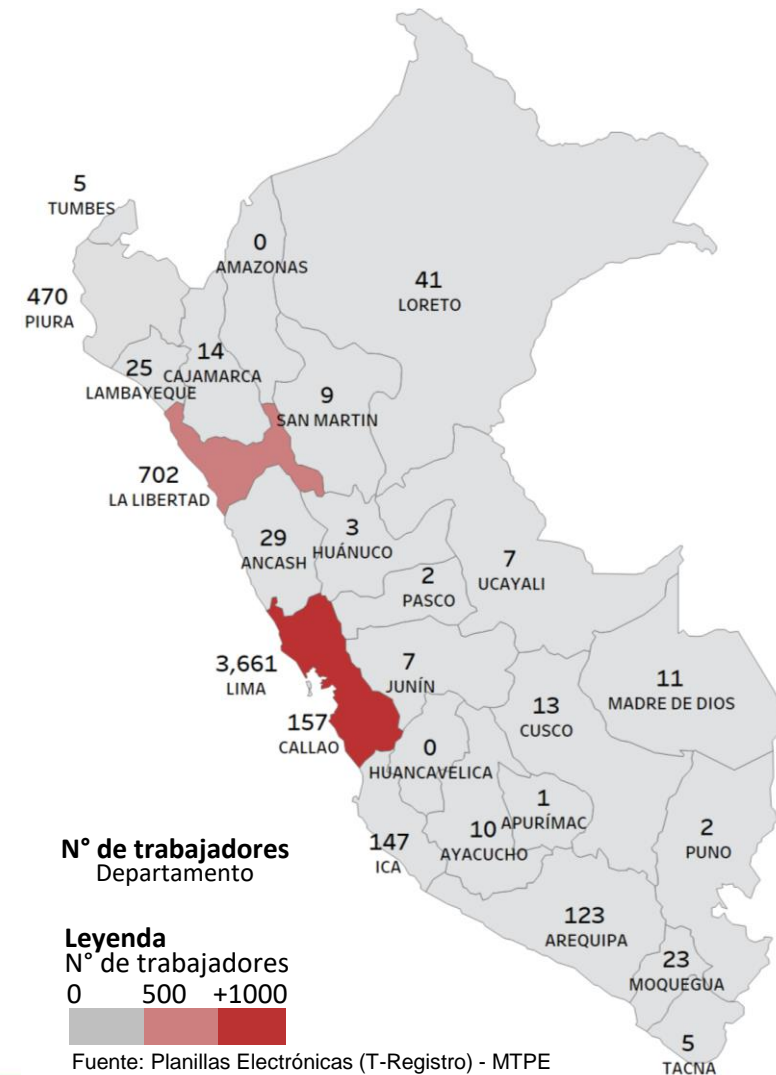 5
TUMBES
0
AMAZONAS
41
LORETO
470
PIURA
14
CAJAMARCA
25
LAMBAYEQUE
9
SAN MARTIN
702
LA LIBERTAD
29
ANCASH
3
HUÁNUCO
7
UCAYALI
2
PASCO
3,661
LIMA
7
JUNÍN
11
MADRE DE DIOS
13
CUSCO
157
CALLAO
0
HUANCAVELICA
1
APURÍMAC
10
AYACUCHO
2
PUNO
147
ICA
123
AREQUIPA
23
MOQUEGUA
5
TACNA
N° de trabajadores
Departamento
Leyenda
N° de trabajadores
0 500 +1000
Fuente: Planillas Electrónicas (T-Registro) - MTPE